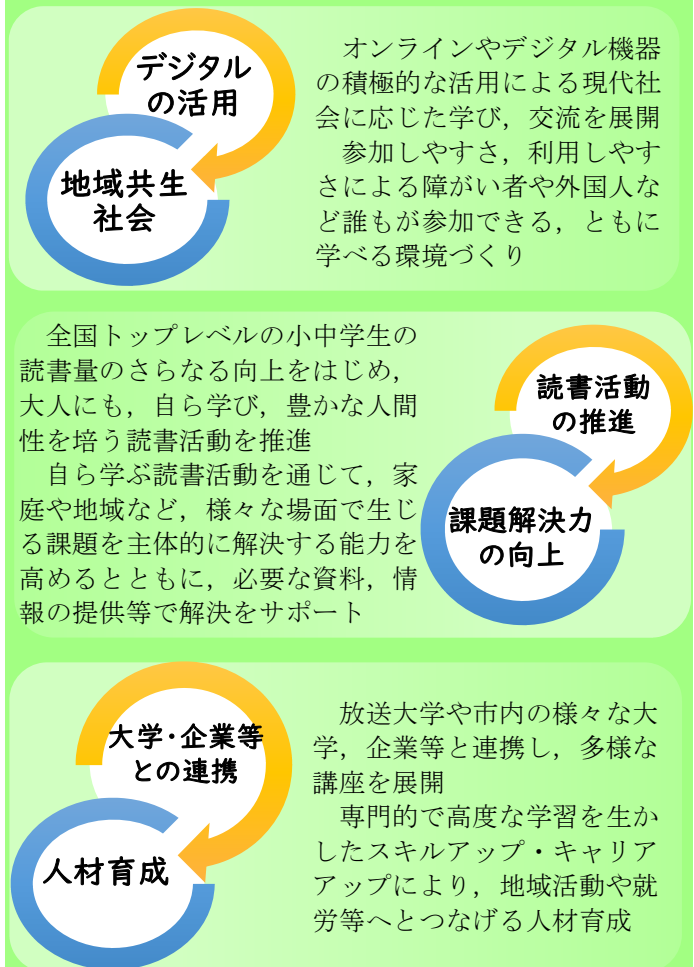 デジタル
の活用
地域共生
社会
　オンラインやデジタル機器
の積極的な活用による現代社
会に応じた学び，交流を展開
　参加しやすさ，利用しやす
さによる障がい者や外国人な
ど誰もが参加できる，ともに
学べる環境づくり
　全国トップレベルの小中学生の
読書量のさらなる向上をはじめ，
大人にも，自ら学び，豊かな人間
性を培う読書活動を推進
　自ら学ぶ読書活動を通じて，家
庭や地域など，様々な場面で生じ
る課題を主体的に解決する能力を
高めるとともに，必要な資料，情
報の提供等で解決をサポート
読書活動
の推進
課題解決力
の向上
大学・企業等
との連携
人材育成
　放送大学や市内の様々な大
学，企業等と連携し，多様な
講座を展開
　専門的で高度な学習を生か
したスキルアップ・キャリア
アップにより，地域活動や就
労等へとつなげる人材育成